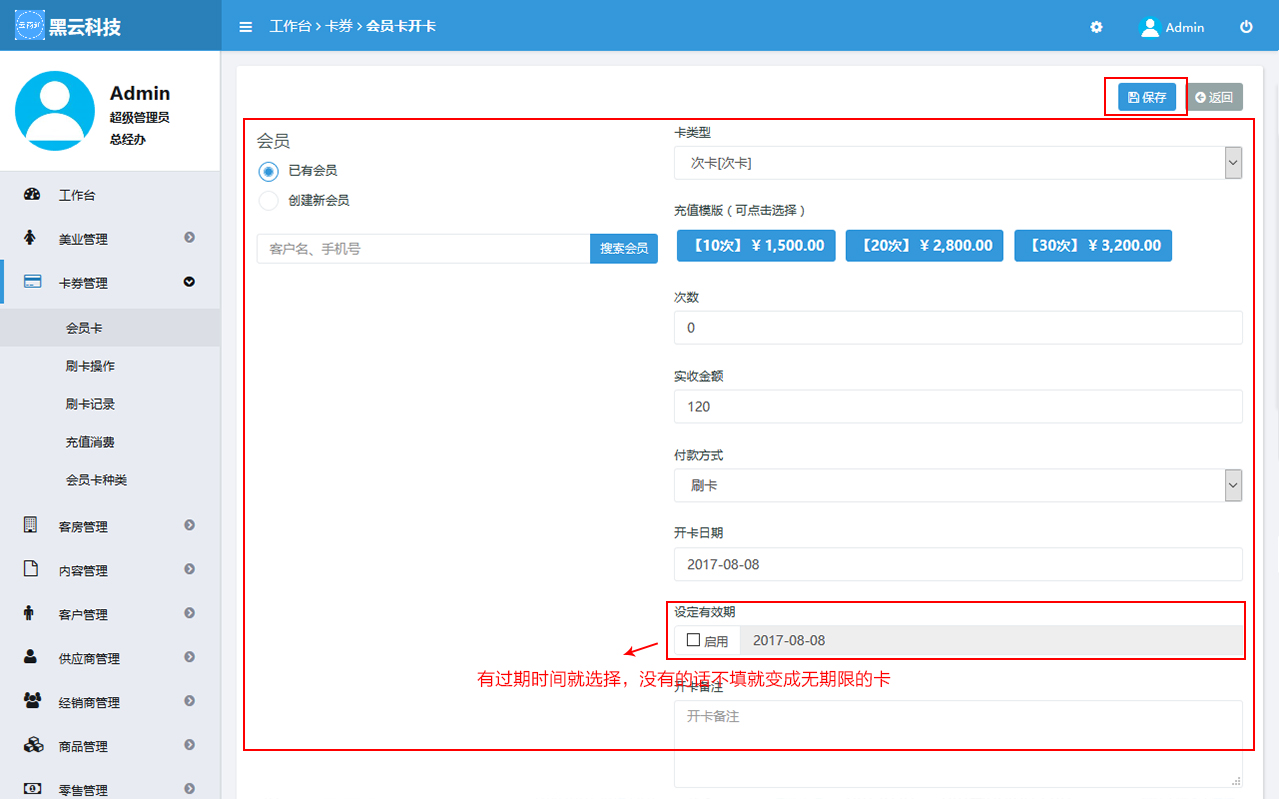 黑云科技
工作台 > 卡券 > 会员卡开卡
Admin
Admin
超级管理员
总经办
工作台
美业管理
卡券管理
会员卡
刷卡操作
刷卡记录
充值消费
会员卡种类
客房管理
内容管理
客户管理
供应商管理
经销商管理
商品管理
零售管理
保存
返回
会员
已有会员
创建新会员
客户名、手机号
搜索会员
卡类型
次卡[次卡]
充值模版（可点击选择）
【10次】 ¥ 1,500.00
【20次】 ¥ 2,800.00
【30次】 ¥ 3,200.00
次数
0
实收金额
120
付款方式
刷卡
开卡日期
2017-08-08
设定有效期
启用
2017-08-08
有过期时间就选择，没有的话不填就变成无期限的卡
开卡备注
开卡备注